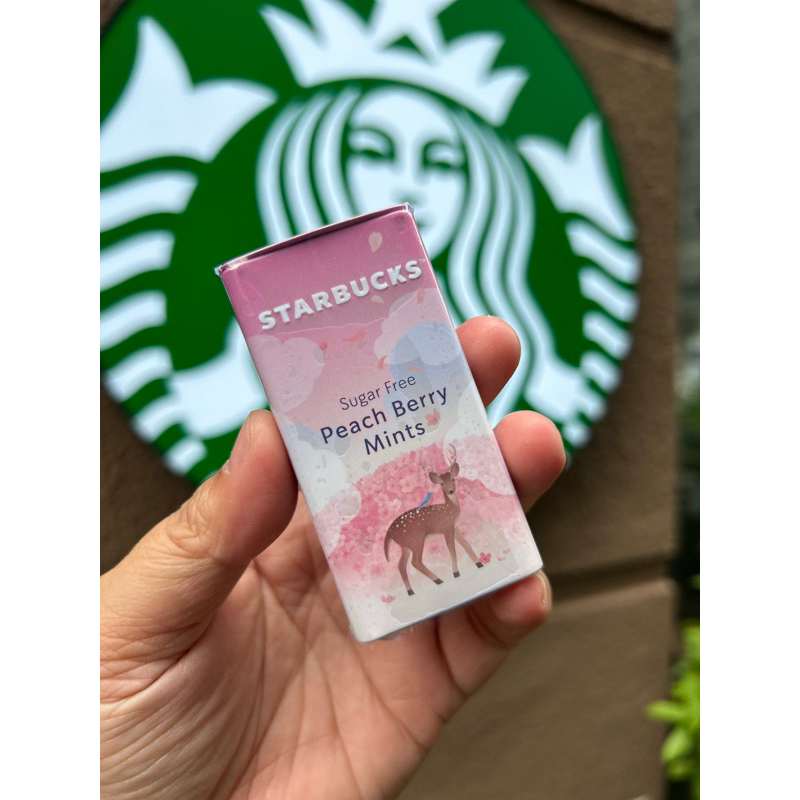 STARBUCKS
Sugar Free
Peach Berry
Mints